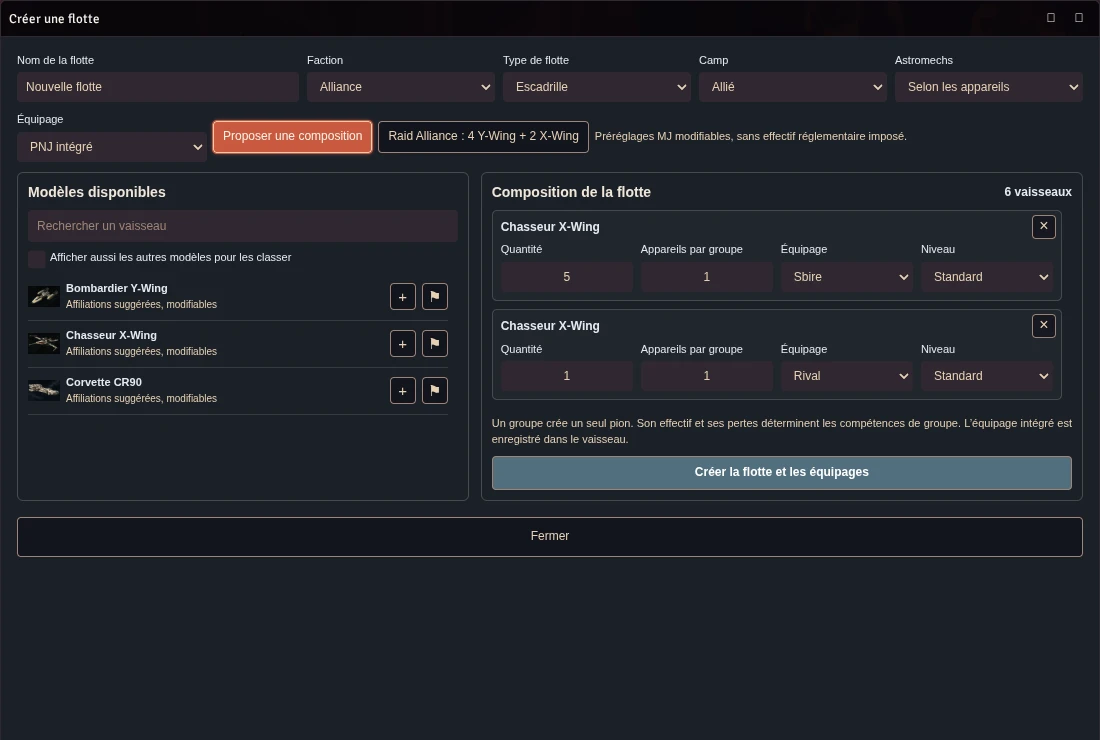 Créer une flotte
Nom de la flotte
Faction
Type de flotte
Camp
Astromechs
Nouvelle flotte
Alliance
Escadrille
Allié
Selon les appareils
Équipage
PNJ intégré
Proposer une composition
Raid Alliance : 4 Y-Wing + 2 X-Wing
Préréglages MJ modifiables, sans effectif réglementaire imposé.
Modèles disponibles
Rechercher un vaisseau
Afficher aussi les autres modèles pour les classer
Bombardier Y-Wing
Affiliations suggérées, modifiables
+
Chasseur X-Wing
Affiliations suggérées, modifiables
+
Corvette CR90
Affiliations suggérées, modifiables
+
Composition de la flotte
6 vaisseaux
Chasseur X-Wing
×
Quantité
Appareils par groupe
Équipage
Niveau
5
1
Sbire
Standard
Chasseur X-Wing
×
Quantité
Appareils par groupe
Équipage
Niveau
1
1
Rival
Standard
Un groupe crée un seul pion. Son effectif et ses pertes déterminent les compétences de groupe. L'équipage intégré est
enregistré dans le vaisseau.
Créer la flotte et les équipages
Fermer